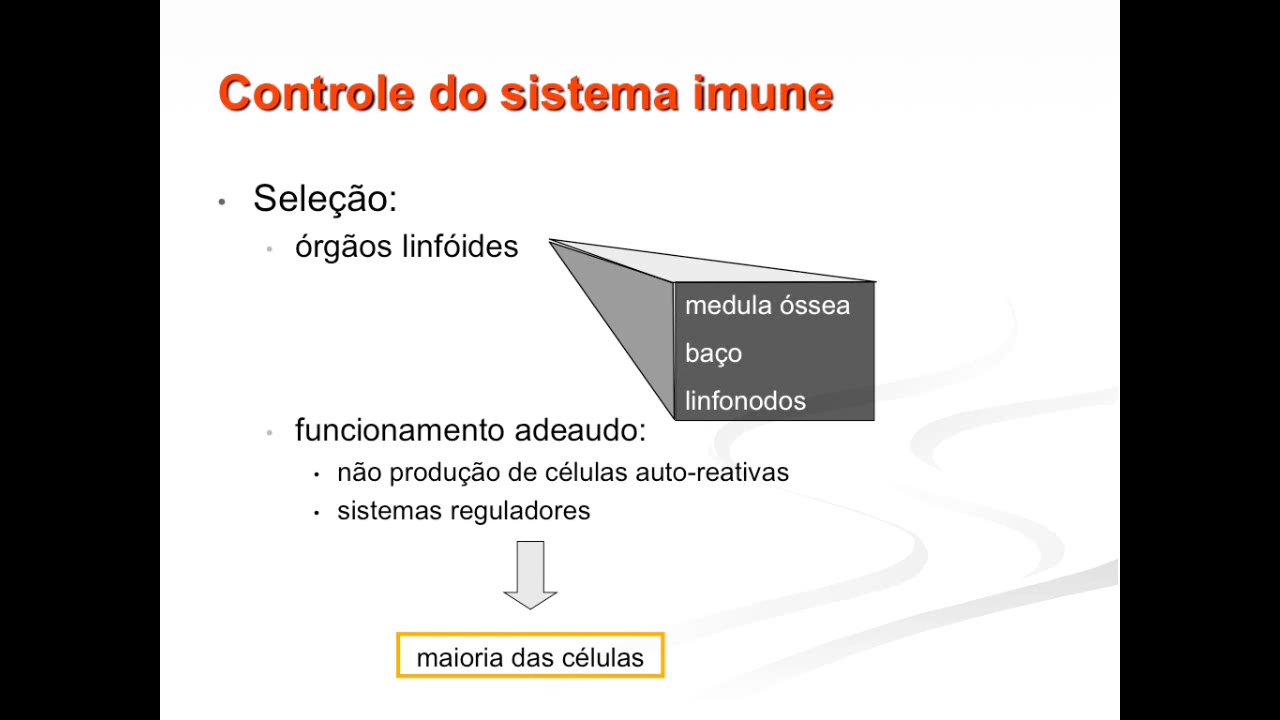 Controle do sistema imune
• Seleção:
• órgãos linfóides
medula óssea
baço
linfonodos
• funcionamento adeaudo:
• não produção de células auto-reativas
• sistemas reguladores
maioria das células